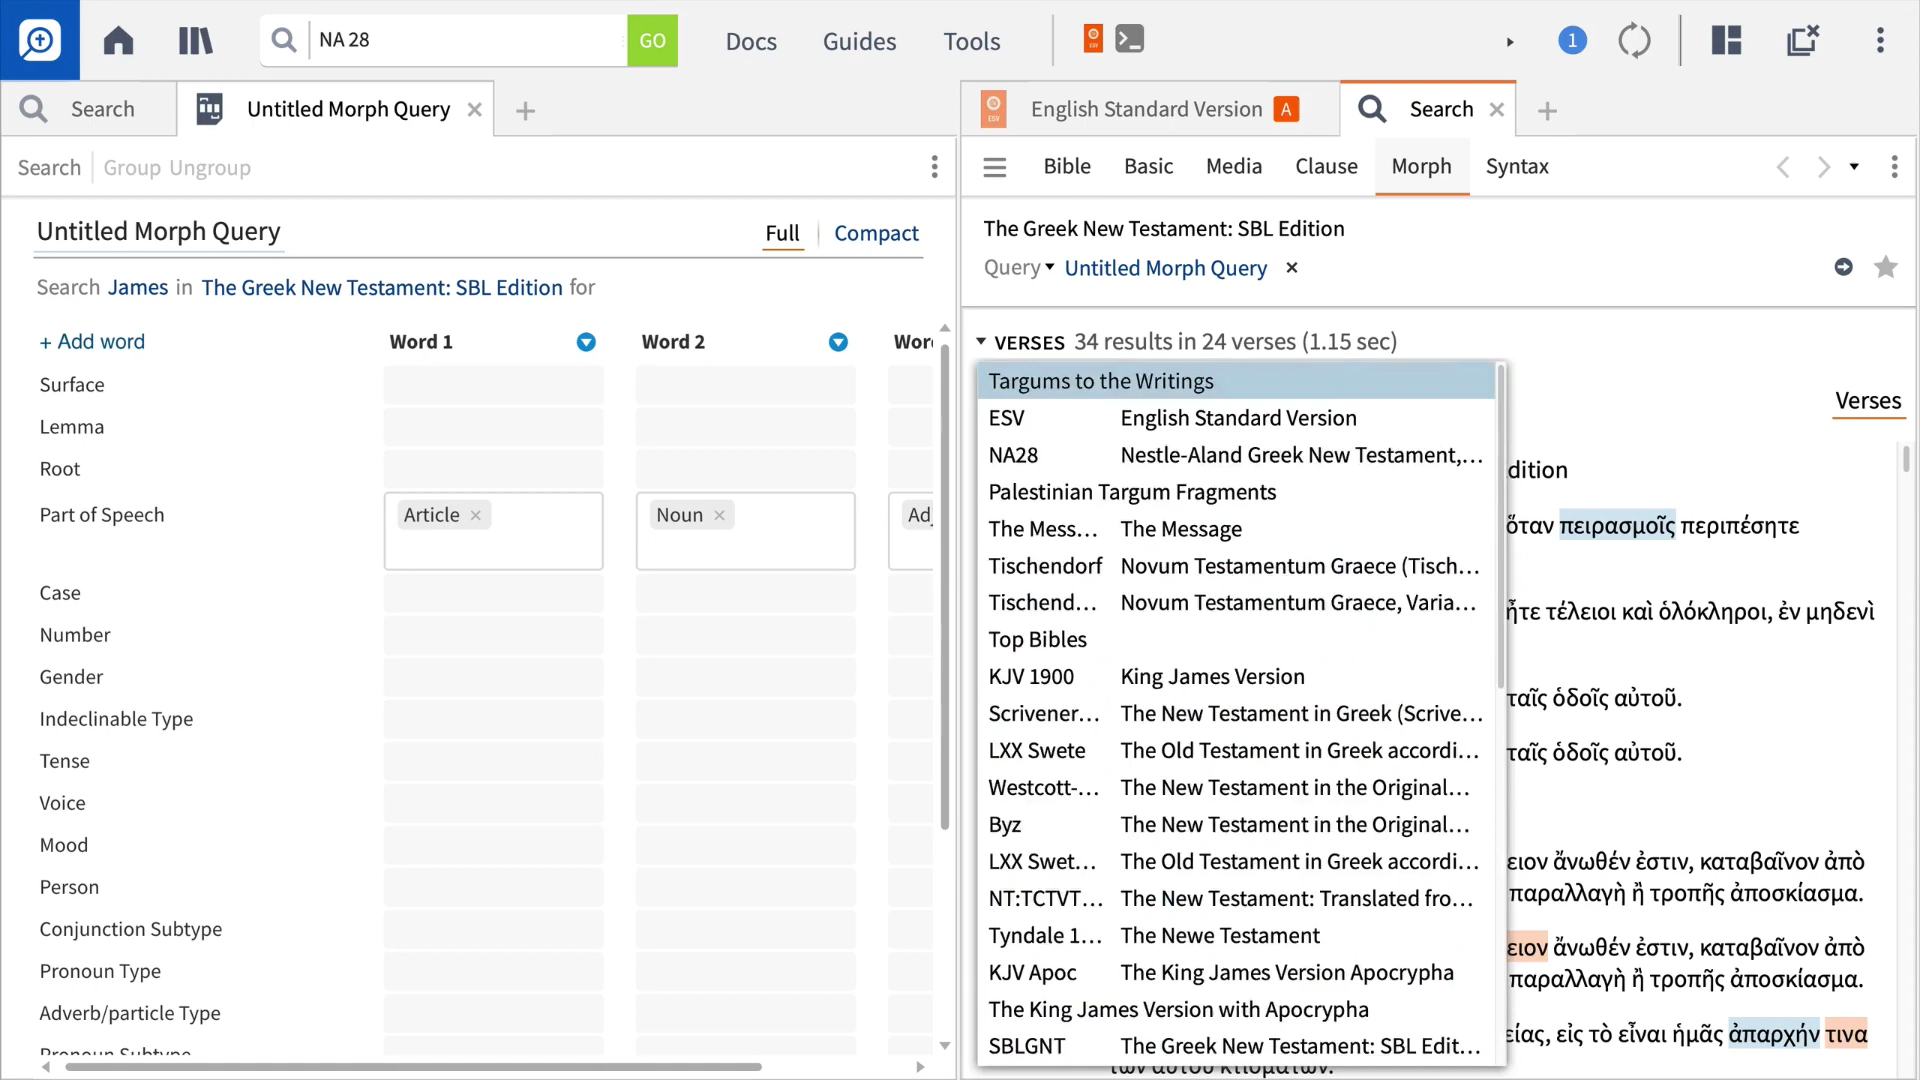 NA 28
GO
Docs
Guides
Tools
1
Search
Untitled Morph Query
Search
Group
Ungroup
Untitled Morph Query
Full
Compact
Search James in The Greek New Testament: SBL Edition for
+ Add word
Word 1
Word 2
Surface
Lemma
Root
Part of Speech
Article
Noun
Case
Number
Gender
Indeclinable Type
Tense
Voice
Mood
Person
Conjunction Subtype
Pronoun Type
Adverb/particle Type
Pronoun Subtype
ESV
English Standard Version A
Search
Bible
Basic
Media
Clause
Morph
Syntax
The Greek New Testament: SBL Edition
Query Untitled Morph Query
VERSES 34 results in 24 verses (1.15 sec)
Verses
Targums to the Writings
ESV English Standard Version
NA28 Nestle-Aland Greek New Testament,…
Palestinian Targum Fragments
The Mess… The Message
Tischendorf Novum Testamentum Graece (Tisch…
Tischend… Novum Testamentum Graece, Varia…
Top Bibles
KJV 1900 King James Version
Scrivener… The New Testament in Greek (Scrive…
LXX Swete The Old Testament in Greek accordi…
Westcott-… The New Testament in the Original…
Byz The New Testament in the Original…
LXX Swet… The Old Testament in Greek accordi…
NT:TCTVT… The New Testament: Translated fro…
Tyndale 1… The Newe Testament
KJV Apoc The King James Version Apocrypha
The King James Version with Apocrypha
SBLGNT The Greek New Testament: SBL Edit…
dition
ὅταν πειρασμοῖς περιπέσητε
ἦτε τέλειοι καὶ ὁλόκληροι, ἐν μηδενὶ
ταῖς ὁδοῖς αὐτοῦ.
ταῖς ὁδοῖς αὐτοῦ.
ειον ἄνωθέν ἐστιν, καταβαῖνον ἀπὸ
παραλλαγὴ ἢ τροπῆς ἀποσκίασμα.
ειον ἄνωθέν ἐστιν, καταβαῖνον ἀπὸ
παραλλαγὴ ἢ τροπῆς ἀποσκίασμα.
είας, εἰς τὸ εἶναι ἡμᾶς ἀπαρχήν τινα